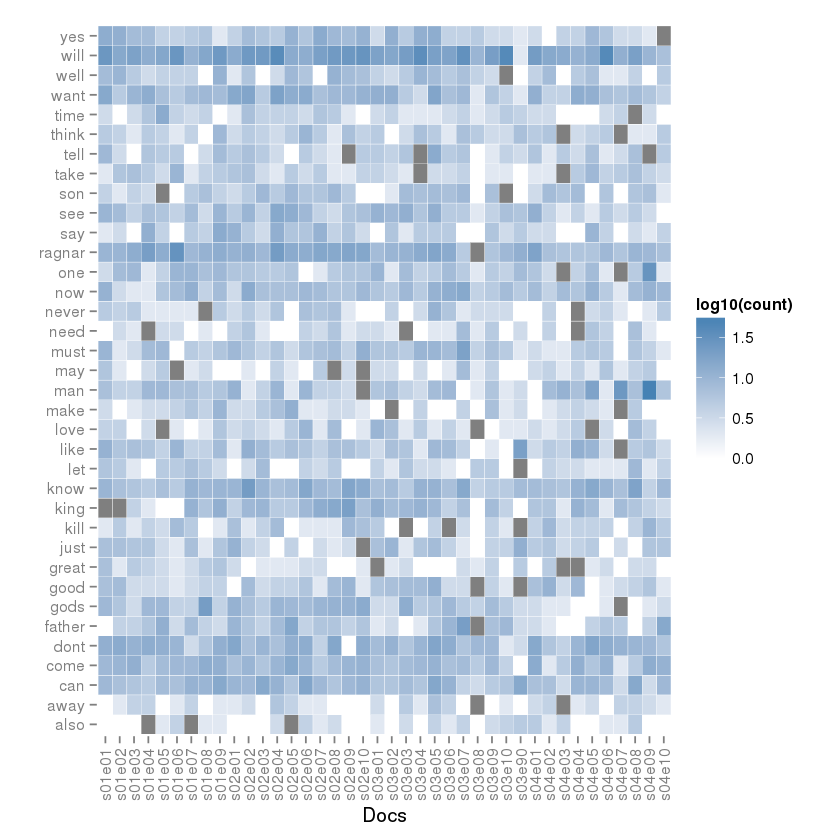 yes
will
well
want
time
think
tell
take
son
see
say
ragnar
one
now
never
need
must
may
man
make
love
like
let
know
king
kill
just
great
good
gods
father
dont
come
can
away
also
s01e01
s01e02
s01e03
s01e04
s01e05
s01e06
s01e07
s01e08
s01e09
s02e01
s02e02
s02e03
s02e04
s02e05
s02e06
s02e07
s02e08
s02e09
s02e10
s03e01
s03e02
s03e03
s03e04
s03e05
s03e06
s03e07
s03e08
s03e09
s03e10
s03e90
s04e01
s04e02
s04e03
s04e04
s04e05
s04e06
s04e07
s04e08
s04e09
s04e10
Docs
log10(count)
1.5
1.0
0.5
0.0